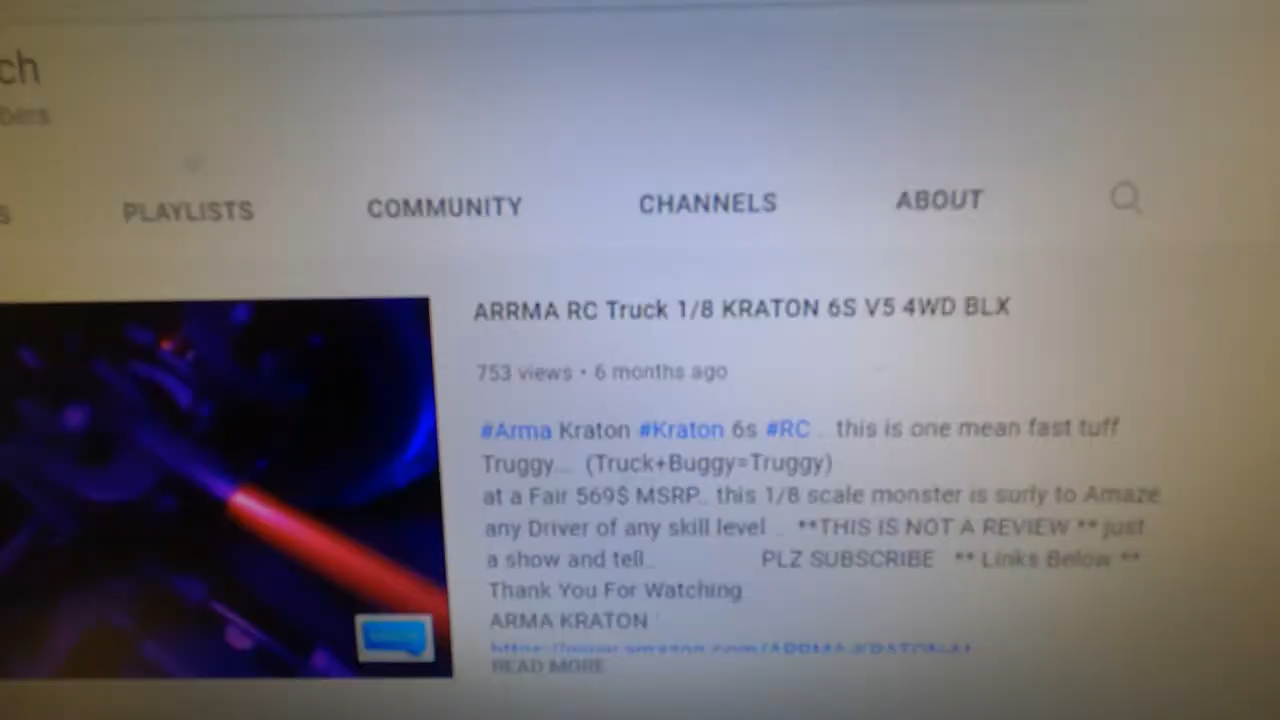 ch
bers
S
PLAYLISTS
COMMUNITY
CHANNELS
ABOUT
ARRMA RC Truck 1/8 KRATON 6S V5 4WD BLX
753 views • 6 months ago
#Arma Kraton #Kraton 6s #RC .. this is one mean fast tuff
Truggy... (Truck+Buggy=Truggy)
at a Fair 569$ MSRP.. this 1/8 scale monster is surly to Amaze
any Driver of any skill level .. **THIS IS NOT A REVIEW ** just
a show and tell.. PLZ SUBSCRIBE ** Links Below **
Thank You For Watching
ARMA KRATON
READ MORE